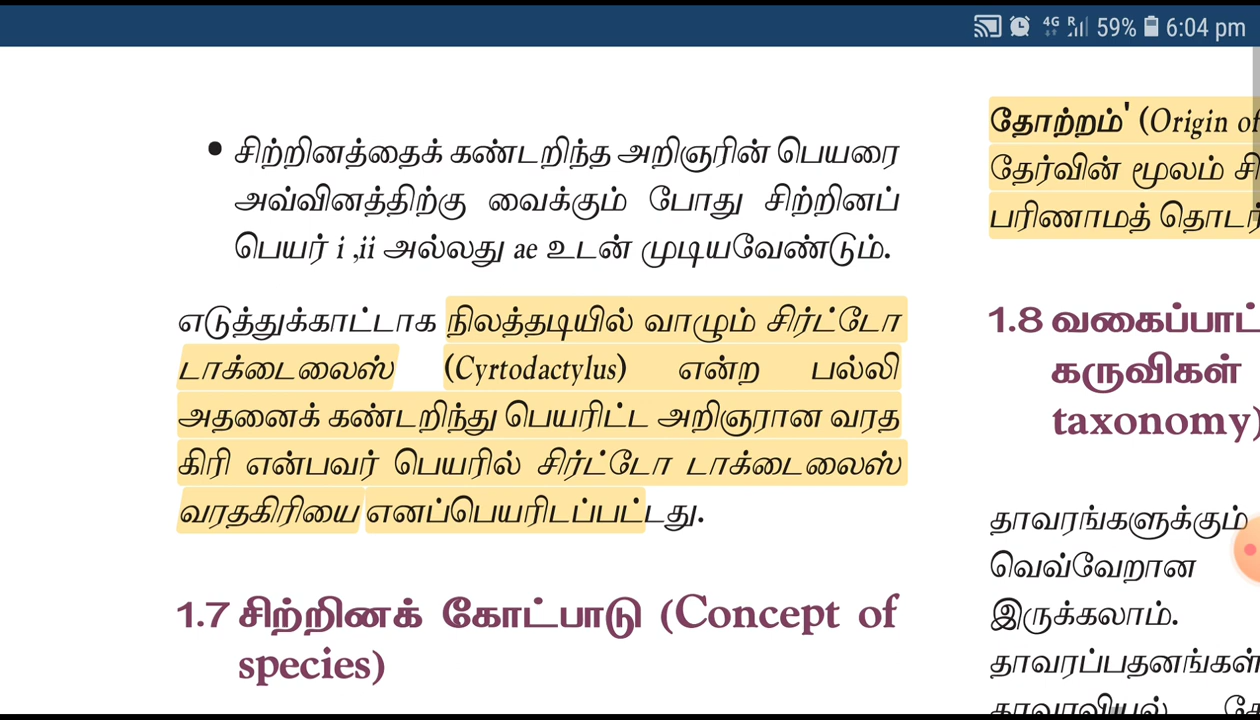 4G R 59% 6:04 pm
• சிற்றினத்தைக் கண்டறிந்த அறிஞரின் பெயரை
அவ்வினத்திற்கு வைக்கும் போது சிற்றினப்
பெயர் i ,ii அல்லது ae உடன் முடியவேண்டும்.
எடுத்துக்காட்டாக நிலத்தடியில் வாழும் சிர்ட்டோ
டாக்டைலைஸ் (Cyrtodactylus) என்ற பல்லி
அதனைக் கண்டறிந்து பெயரிட்ட அறிஞரான வரத
கிரி என்பவர் பெயரில் சிர்ட்டோ டாக்டைலைஸ்
வரதகிரியை எனப்பெயரிடப்பட்டது.
1.7 சிற்றினக் கோட்பாடு (Concept of
species)
தோற்றம்' (Origin of
தேர்வின் மூலம் சி
பரிணாமத் தொடர்
1.8 வகைப்பாட்
கருவிகள்
taxonomy)
தாவரங்களுக்கும்
வெவ்வேறான
இருக்கலாம்.
தாவரப்பதனங்கள்